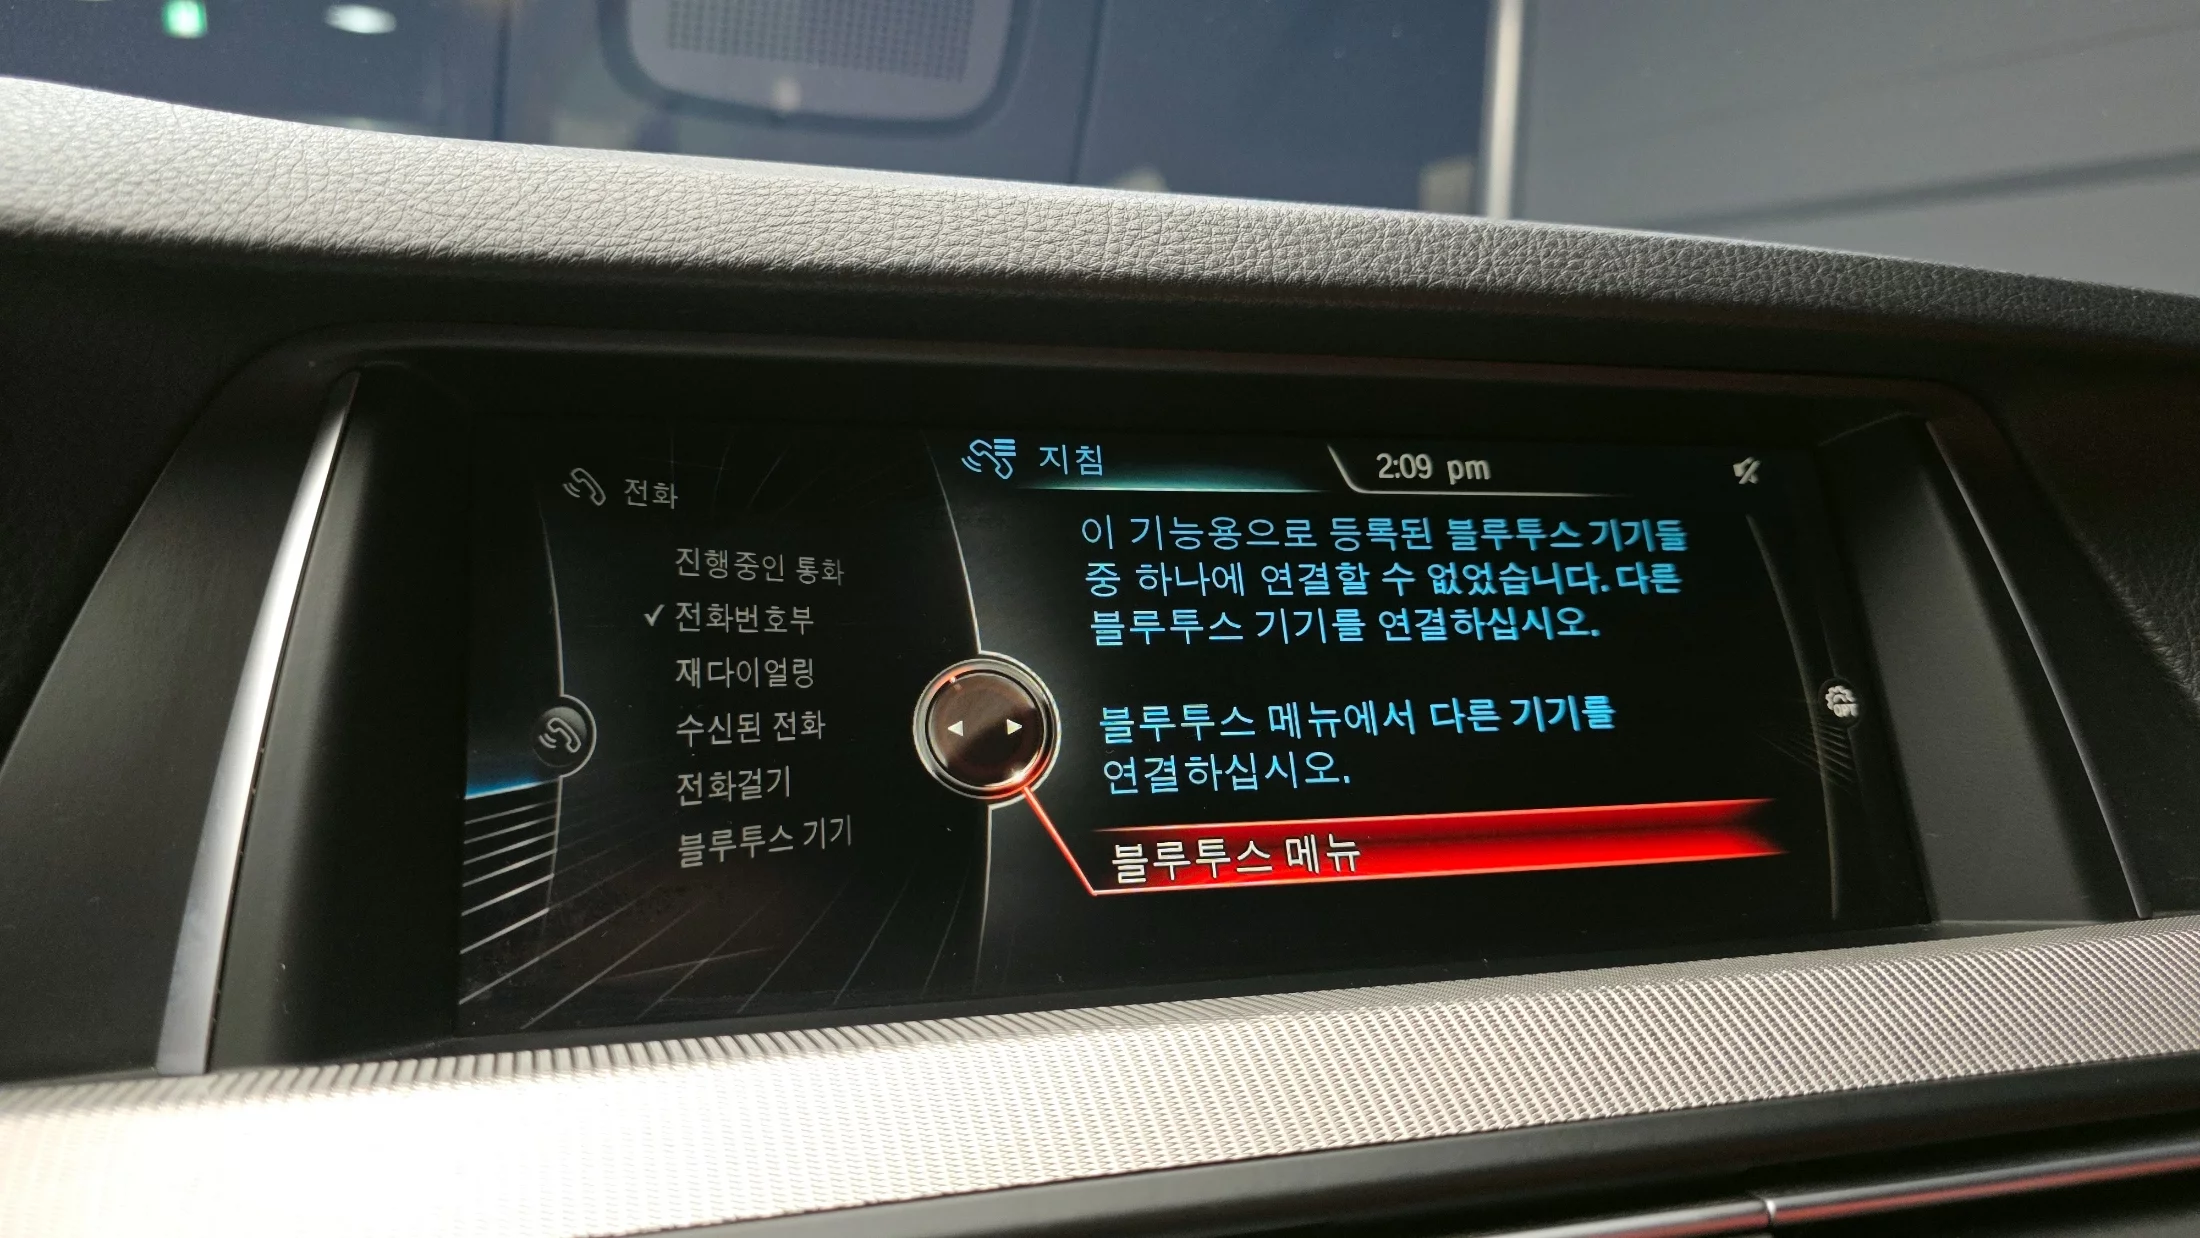 전화
진행중인 통화
전화번호부
재다이얼링
수신된 전화
전화걸기
블루투스 기기
지침
2:09 pm
이 기능용으로 등록된 블루투스 기기들
중 하나에 연결할 수 없었습니다. 다른
블루투스 기기를 연결하십시오.
블루투스 메뉴에서 다른 기기를
연결하십시오.
블루투스 메뉴
OPT